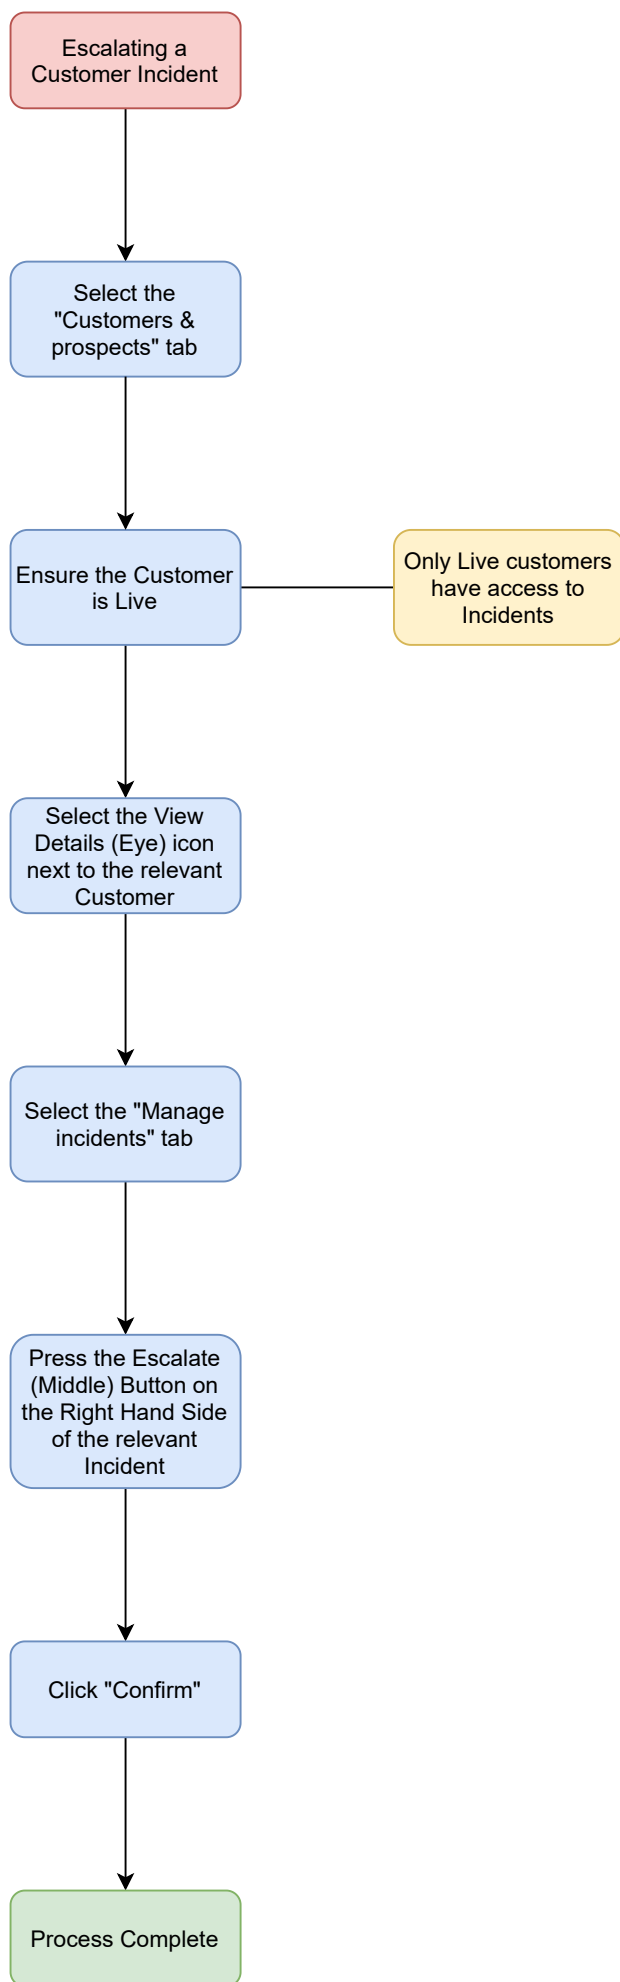 Escalating a
Customer Incident
Select the
"Customers &
prospects" tab
Ensure the Customer
is Live
Only Live customers
have access to
Incidents
Select the View
Details (Eye) icon
next to the relevant
Customer
Select the "Manage
incidents" tab
Press the Escalate
(Middle) Button on
the Right Hand Side
of the relevant
Incident
Click "Confirm"
Process Complete